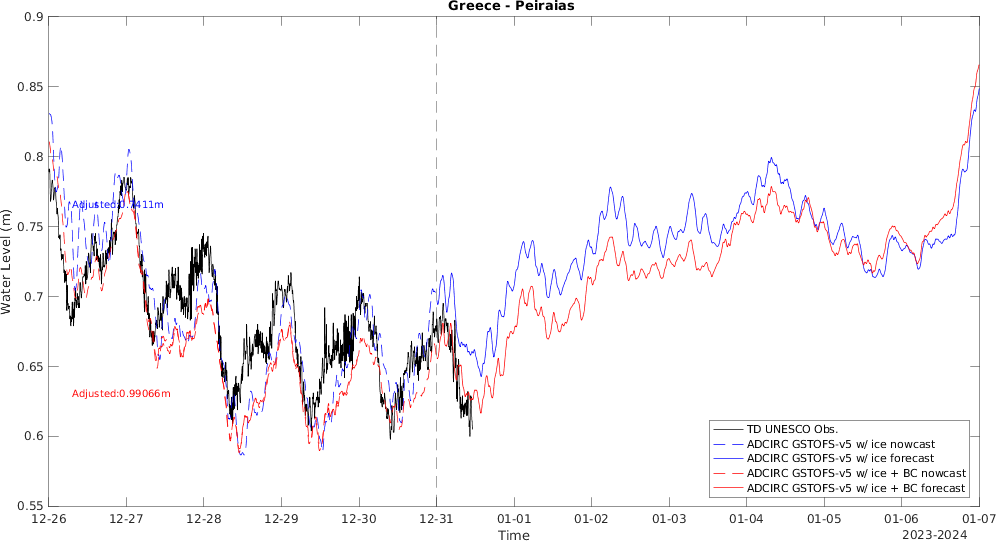 Greece - Peiraias
0.9
0.85
0.8
0.75
0.7
0.65
0.6
0.55
Water Level (m)
Adjusted:0.7411m
Adjusted:0.99066m
TD UNESCO Obs.
ADCIRC GSTOFS-v5 w/ ice nowcast
ADCIRC GSTOFS-v5 w/ ice forecast
ADCIRC GSTOFS-v5 w/ ice + BC nowcast
ADCIRC GSTOFS-v5 w/ ice + BC forecast
12-26 12-27 12-28 12-29 12-30 12-31 01-01 01-02 01-03 01-04 01-05 01-06 01-07
Time
2023-2024